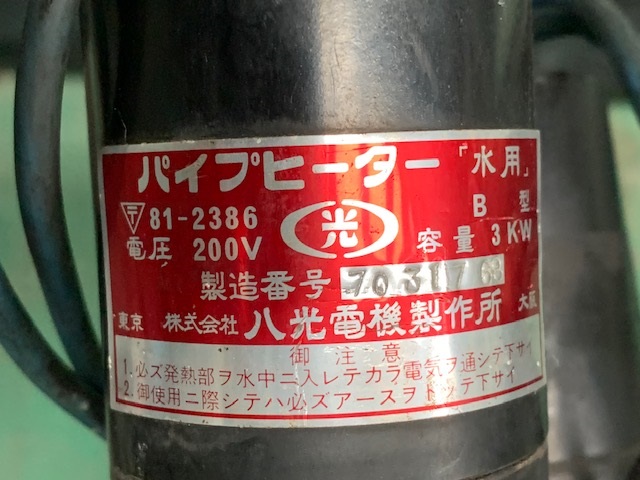 パイプヒーター「水用」
〒81-2386 光 B 型
電圧 200V 容量 3KW
製造番号 70317
東京 株式会社 八光電機製作所 大阪
御注意
1.必ズ発熱部ヲ水中ニ入レテカラ電気ヲ通シテ下サイ
2.御使用ニ際シテハ必ズアースヲトッテ下サイ